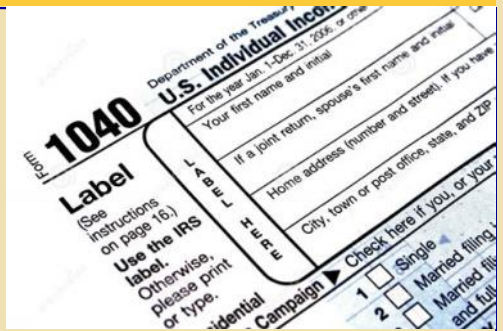 Department of the Treasury
Form 1040 U.S. Individual Incom
For the year Jan. 1–Dec. 31, 2006, or other
Your first name and initial
If a joint return, spouse's first name and initial
Home address (number and street). If you have
City, town or post office, state, and ZIP
Label
(See
instructions
on page 16.)
Use the IRS
label.
Otherwise,
please print
or type.
LABEL HERE
Campaign Check here if you, or your
1 Single
2 Married filing
Married fil
and full